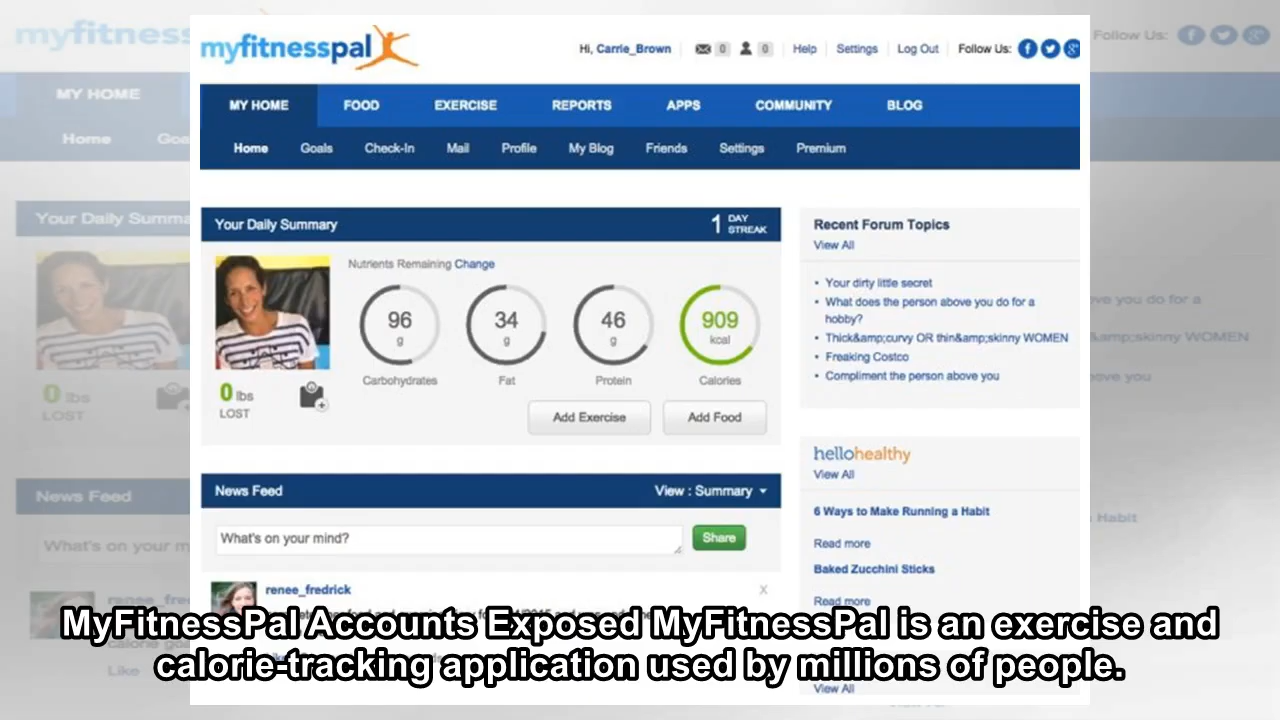 myfitnesspal
Hi, Carrie_Brown 0 0 Help Settings Log Out Follow Us:
MY HOME FOOD EXERCISE REPORTS APPS COMMUNITY BLOG
Home Goals Check-In Mail Profile My Blog Friends Settings Premium
Your Daily Summary
1 DAY STREAK
Nutrients Remaining Change
96 g Carbohydrates
34 g Fat
46 g Protein
909 kcal Calories
0 lbs
LOST
Add Exercise Add Food
Recent Forum Topics
View All
• Your dirty little secret
• What does the person above you do for a
hobby?
• Thick&amp;curvy OR thin&amp;skinny WOMEN
• Freaking Costco
• Compliment the person above you
News Feed
View : Summary
What's on your mind?
Share
renee_fredrick
X
hellohealthy
View All
6 Ways to Make Running a Habit
Read more
Baked Zucchini Sticks
Read more
View All
MyFitnessPal Accounts Exposed MyFitnessPal is an exercise and
calorie-tracking application used by millions of people.